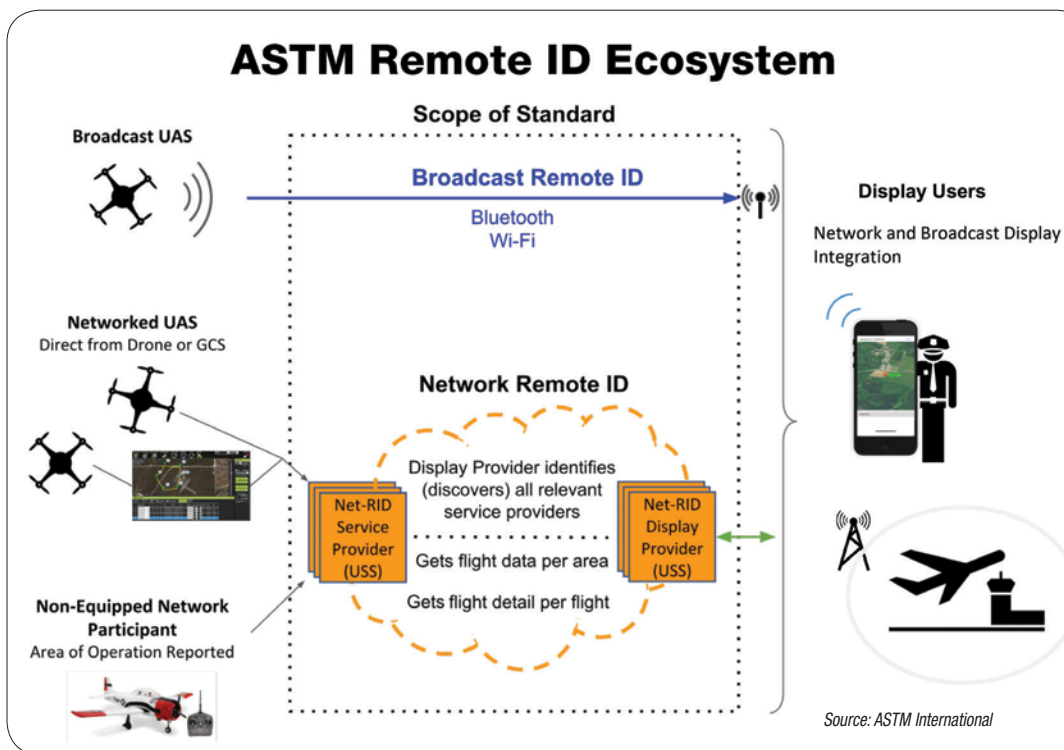 ASTM Remote ID Ecosystem
Scope of Standard
Broadcast UAS
Broadcast Remote ID
Bluetooth
Wi-Fi
Display Users
Network and Broadcast Display
Integration
Networked UAS
Direct from Drone or GCS
Network Remote ID
Display Provider identifies
(discovers) all relevant
service providers
Net-RID
Service
Provider
(USS)
Net-RID
Display
Provider
(USS)
Gets flight data per area
Gets flight detail per flight
Non-Equipped Network
Participant
Area of Operation Reported
Source: ASTM International